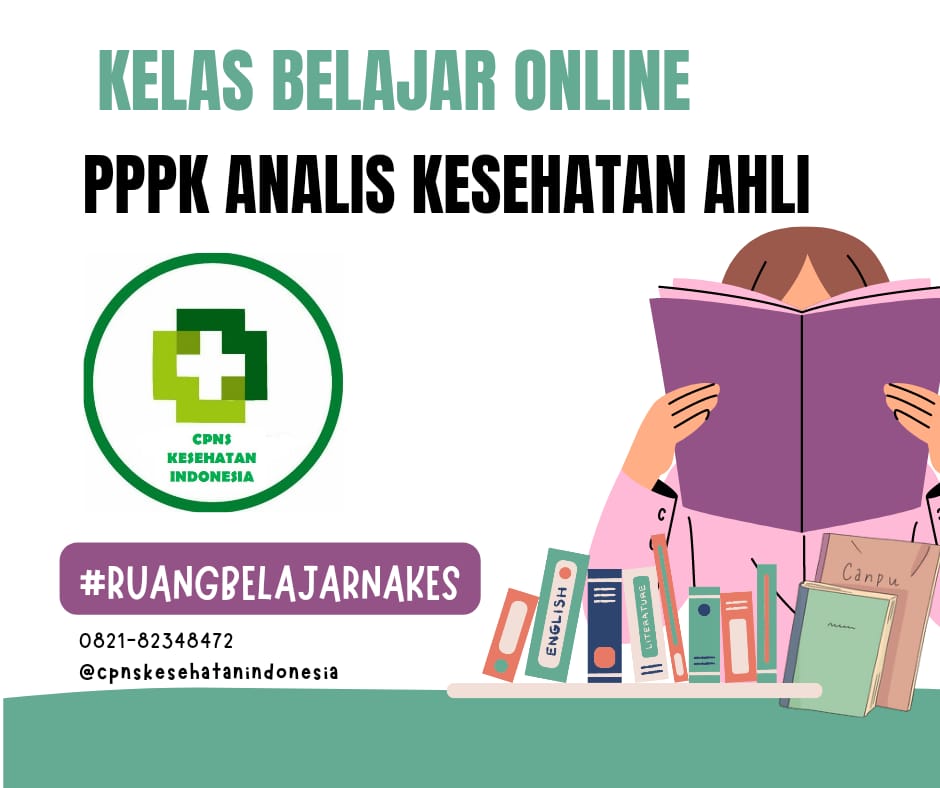 KELAS BELAJAR ONLINE
PPPK ANALIS KESEHATAN AHLI
CPNS
KESEHATAN
INDONESIA
#RUANGBELAJARNAKES
0821-82348472
@cpnskesehatanindonesia
ENGLISH
LITERATURE
Canpu